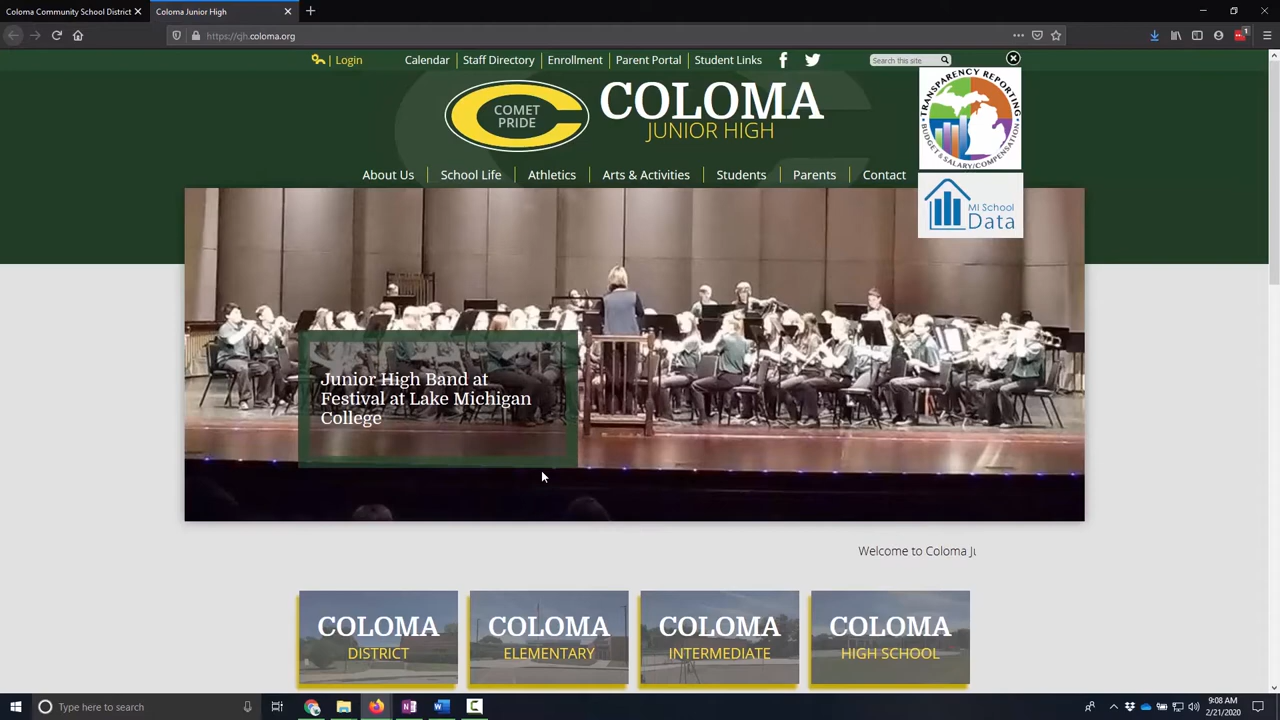 Coloma Community School District
Coloma Junior High
https://cjh.coloma.org
1
Login
Calendar
Staff Directory
Enrollment
Parent Portal
Student Links
Search this site
COMET
PRIDE
COLOMA
JUNIOR HIGH
TRANSPARENCY REPORTING
BUDGET & SALARY/COMPENSATION
About Us
School Life
Athletics
Arts & Activities
Students
Parents
Contact
MI School
Data
Junior High Band at
Festival at Lake Michigan
College
Welcome to Coloma Ju
COLOMA
DISTRICT
COLOMA
ELEMENTARY
COLOMA
INTERMEDIATE
COLOMA
HIGH SCHOOL
Type here to search
9:08 AM
2/21/2020